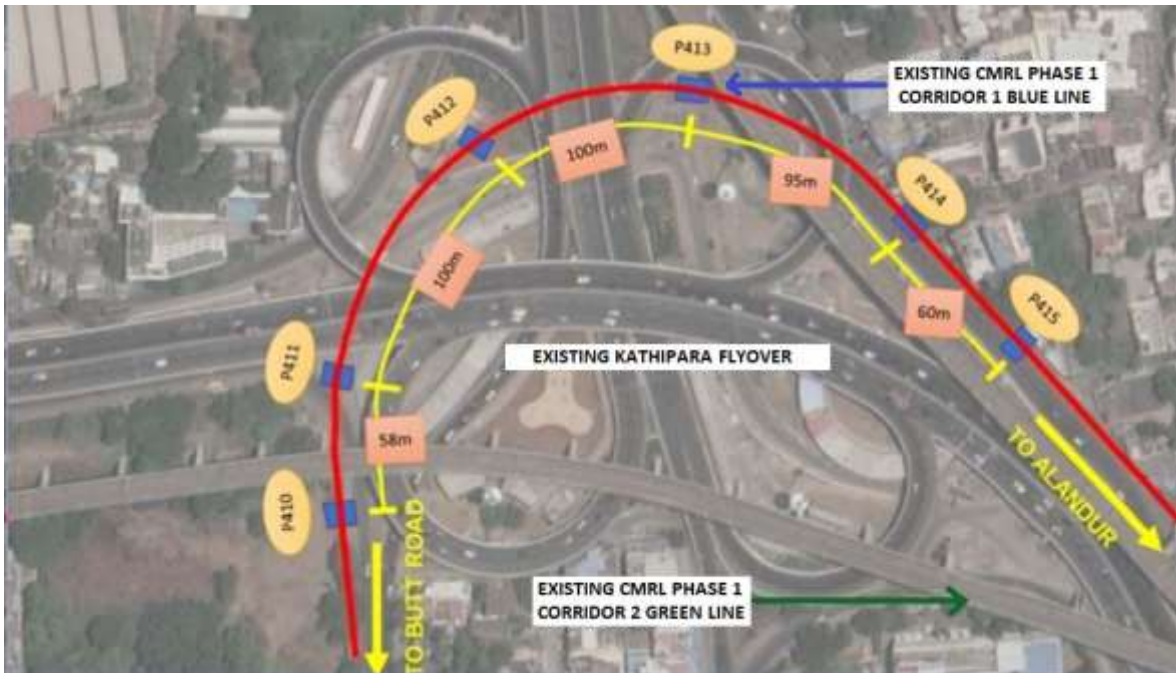 P413
EXISTING CMRL PHASE 1
CORRIDOR 1 BLUE LINE
P412
100m
95m
P414
100m
60m
P415
EXISTING KATHIPARA FLYOVER
P411
58m
P410
TO ALANDUR
TO BUTT ROAD
EXISTING CMRL PHASE 1
CORRIDOR 2 GREEN LINE